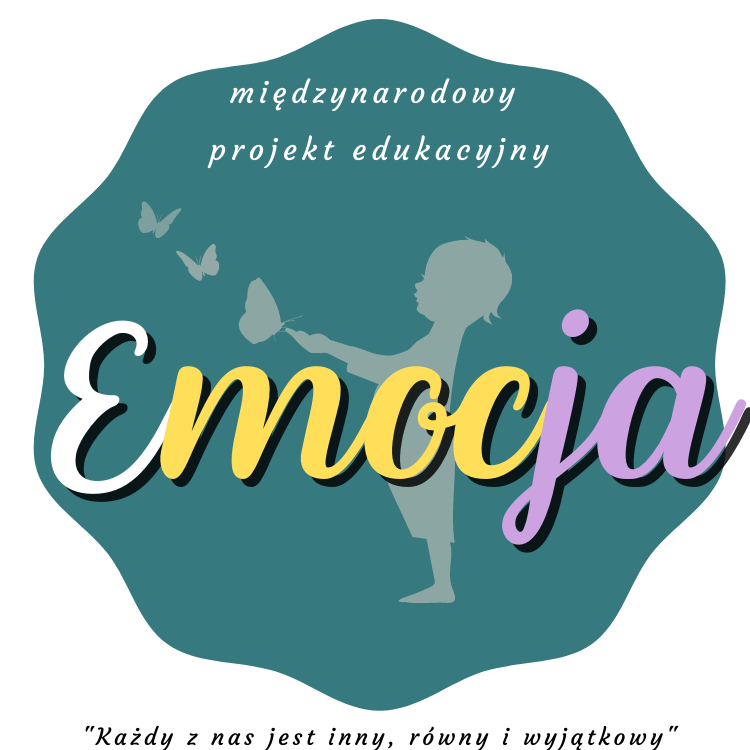 międzynarodowy
projekt edukacyjny
Emocja
"Każdy z nas jest inny, równy i wyjątkowy"